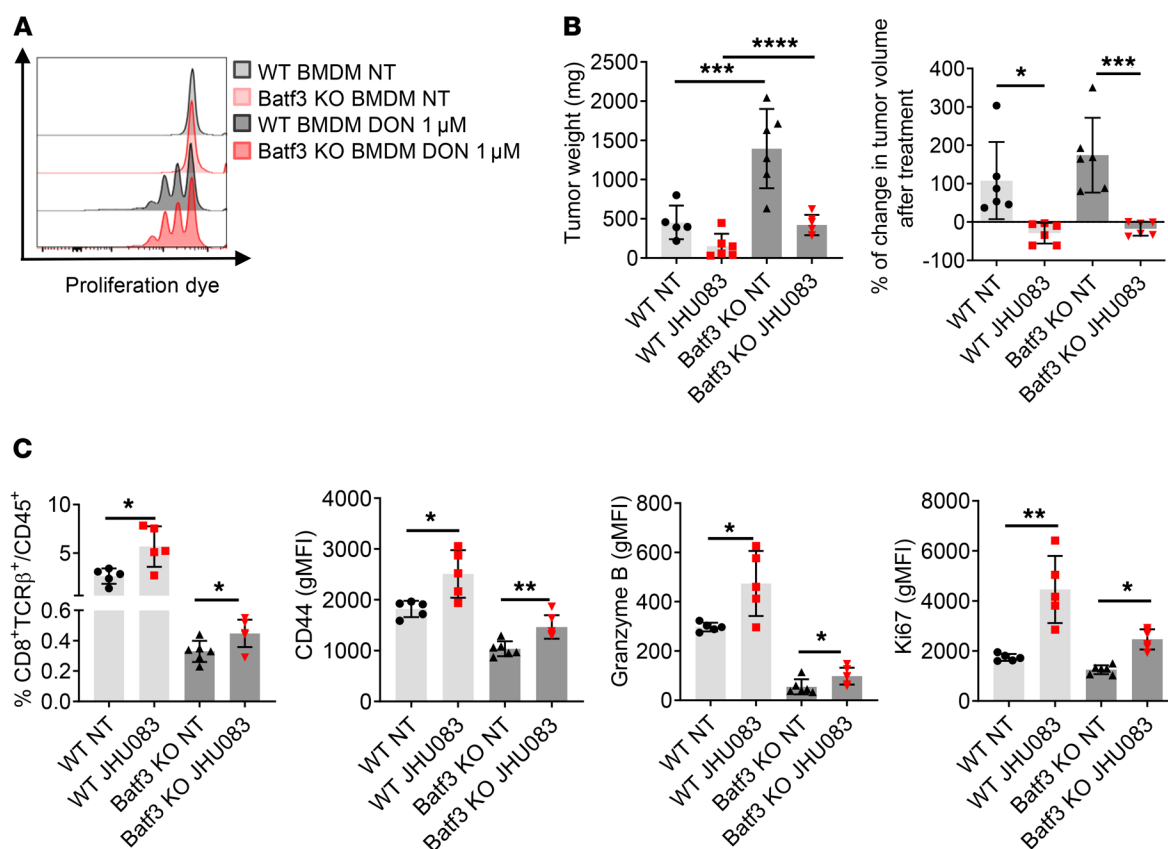 A
WT BMDM NT
Batf3 KO BMDM NT
WT BMDM DON 1 µM
Batf3 KO BMDM DON 1 µM
Proliferation dye
B
Tumor weight (mg)
2500
2000
1500
1000
500
0
***
****
WT NT
WT JHU083
Batf3 KO NT
Batf3 KO JHU083
% of change in tumor volume
after treatment
400
300
200
100
0
-100
*
***
WT NT
WT JHU083
Batf3 KO NT
Batf3 KO JHU083
C
% CD8+TCRβ+/CD45+
10
5
0.6
0.4
0.2
0.0
*
*
WT NT
WT JHU083
Batf3 KO NT
Batf3 KO JHU083
CD44 (gMFI)
4000
3000
2000
1000
0
*
**
WT NT
WT JHU083
Batf3 KO NT
Batf3 KO JHU083
Granzyme B (gMFI)
800
600
400
200
0
*
*
WT NT
WT JHU083
Batf3 KO NT
Batf3 KO JHU083
Ki67 (gMFI)
8000
6000
4000
2000
0
**
*
WT NT
WT JHU083
Batf3 KO NT
Batf3 KO JHU083